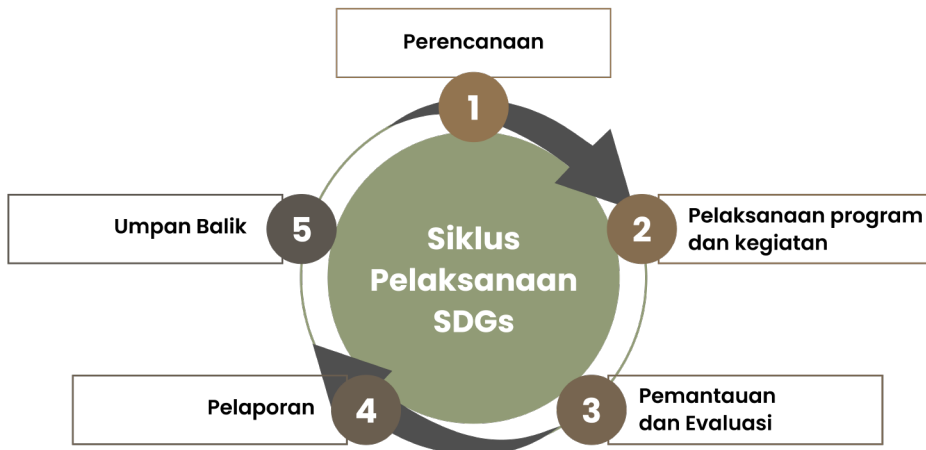 Perencanaan
1
2
Pelaksanaan program
dan kegiatan
3
Pemantauan
dan Evaluasi
4
Pelaporan
5
Umpan Balik
Siklus
Pelaksanaan
SDGs